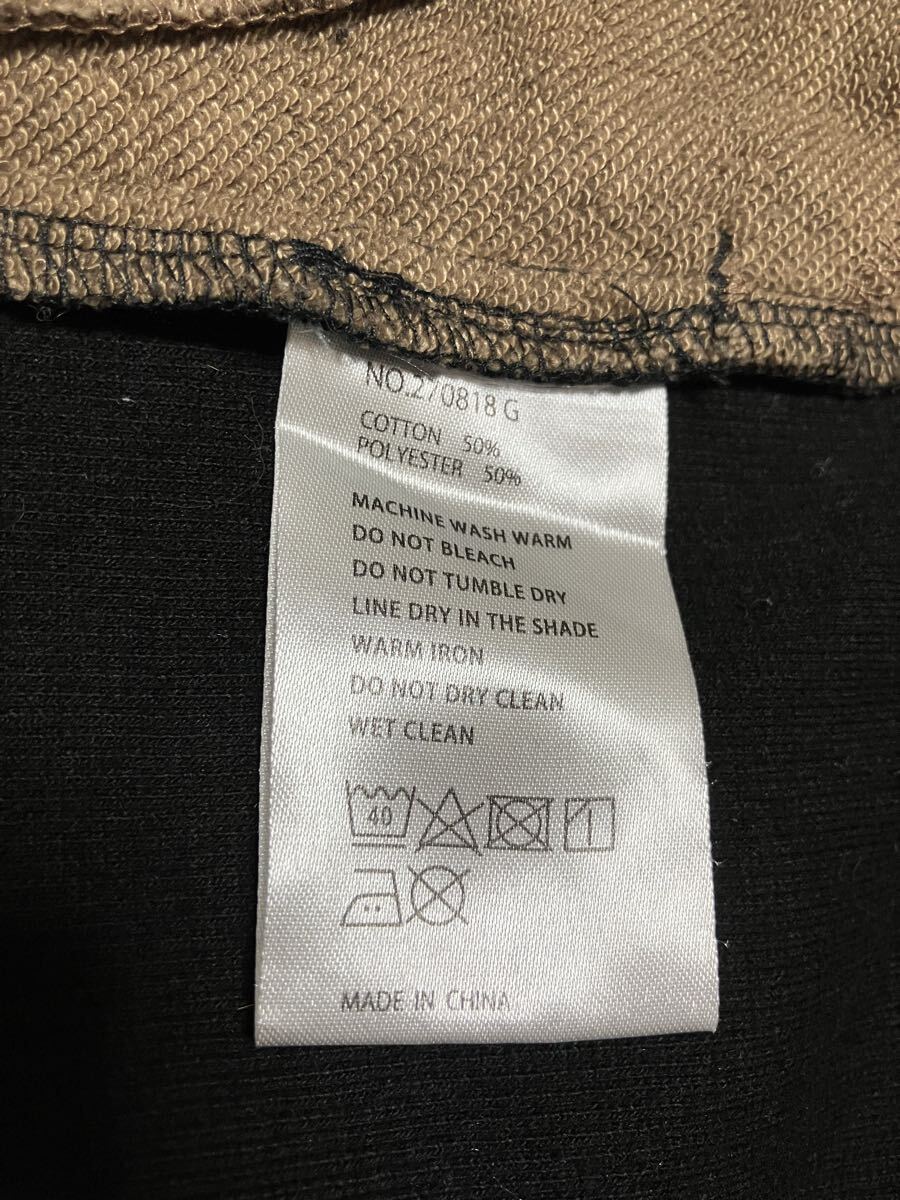 NO.270818 G
COTTON 50%
POLYESTER 50%
MACHINE WASH WARM
DO NOT BLEACH
DO NOT TUMBLE DRY
LINE DRY IN THE SHADE
WARM IRON
DO NOT DRY CLEAN
WET CLEAN
40
MADE IN CHINA